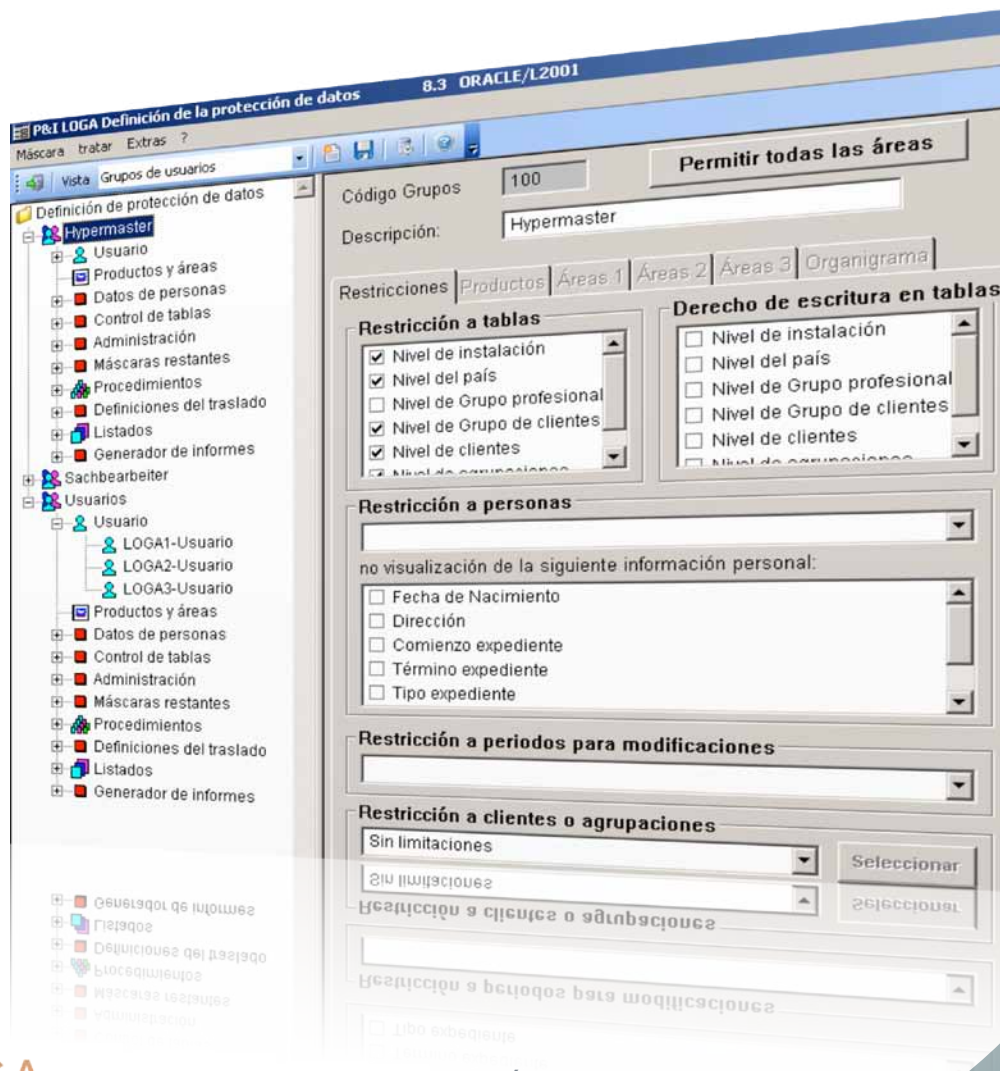 P&I LOGA Definición de la protección de datos 8.3 ORACLE/L2001
Máscara tratar Extras ?
Vista Grupos de usuarios
Definición de protección de datos
Hypermaster
Usuario
Productos y áreas
Datos de personas
Control de tablas
Administración
Máscaras restantes
Procedimientos
Definiciones del traslado
Listados
Generador de informes
Sachbearbeiter
Usuarios
Usuario
LOGA1-Usuario
LOGA2-Usuario
LOGA3-Usuario
Productos y áreas
Datos de personas
Control de tablas
Administración
Máscaras restantes
Procedimientos
Definiciones del traslado
Listados
Generador de informes
Código Grupos 100 Permitir todas las áreas
Descripción: Hypermaster
Restricciones Productos Áreas 1 Áreas 2 Áreas 3 Organigrama
Restricción a tablas
Nivel de instalación
Nivel del país
Nivel de Grupo profesional
Nivel de Grupo de clientes
Nivel de clientes
Nivel de agrupaciones
Derecho de escritura en tablas
Nivel de instalación
Nivel del país
Nivel de Grupo profesional
Nivel de Grupo de clientes
Nivel de clientes
Nivel de agrupaciones
Restricción a personas
no visualización de la siguiente información personal:
Fecha de Nacimiento
Dirección
Comienzo expediente
Término expediente
Tipo expediente
Restricción a periodos para modificaciones
Restricción a clientes o agrupaciones
Sin limitaciones Seleccionar